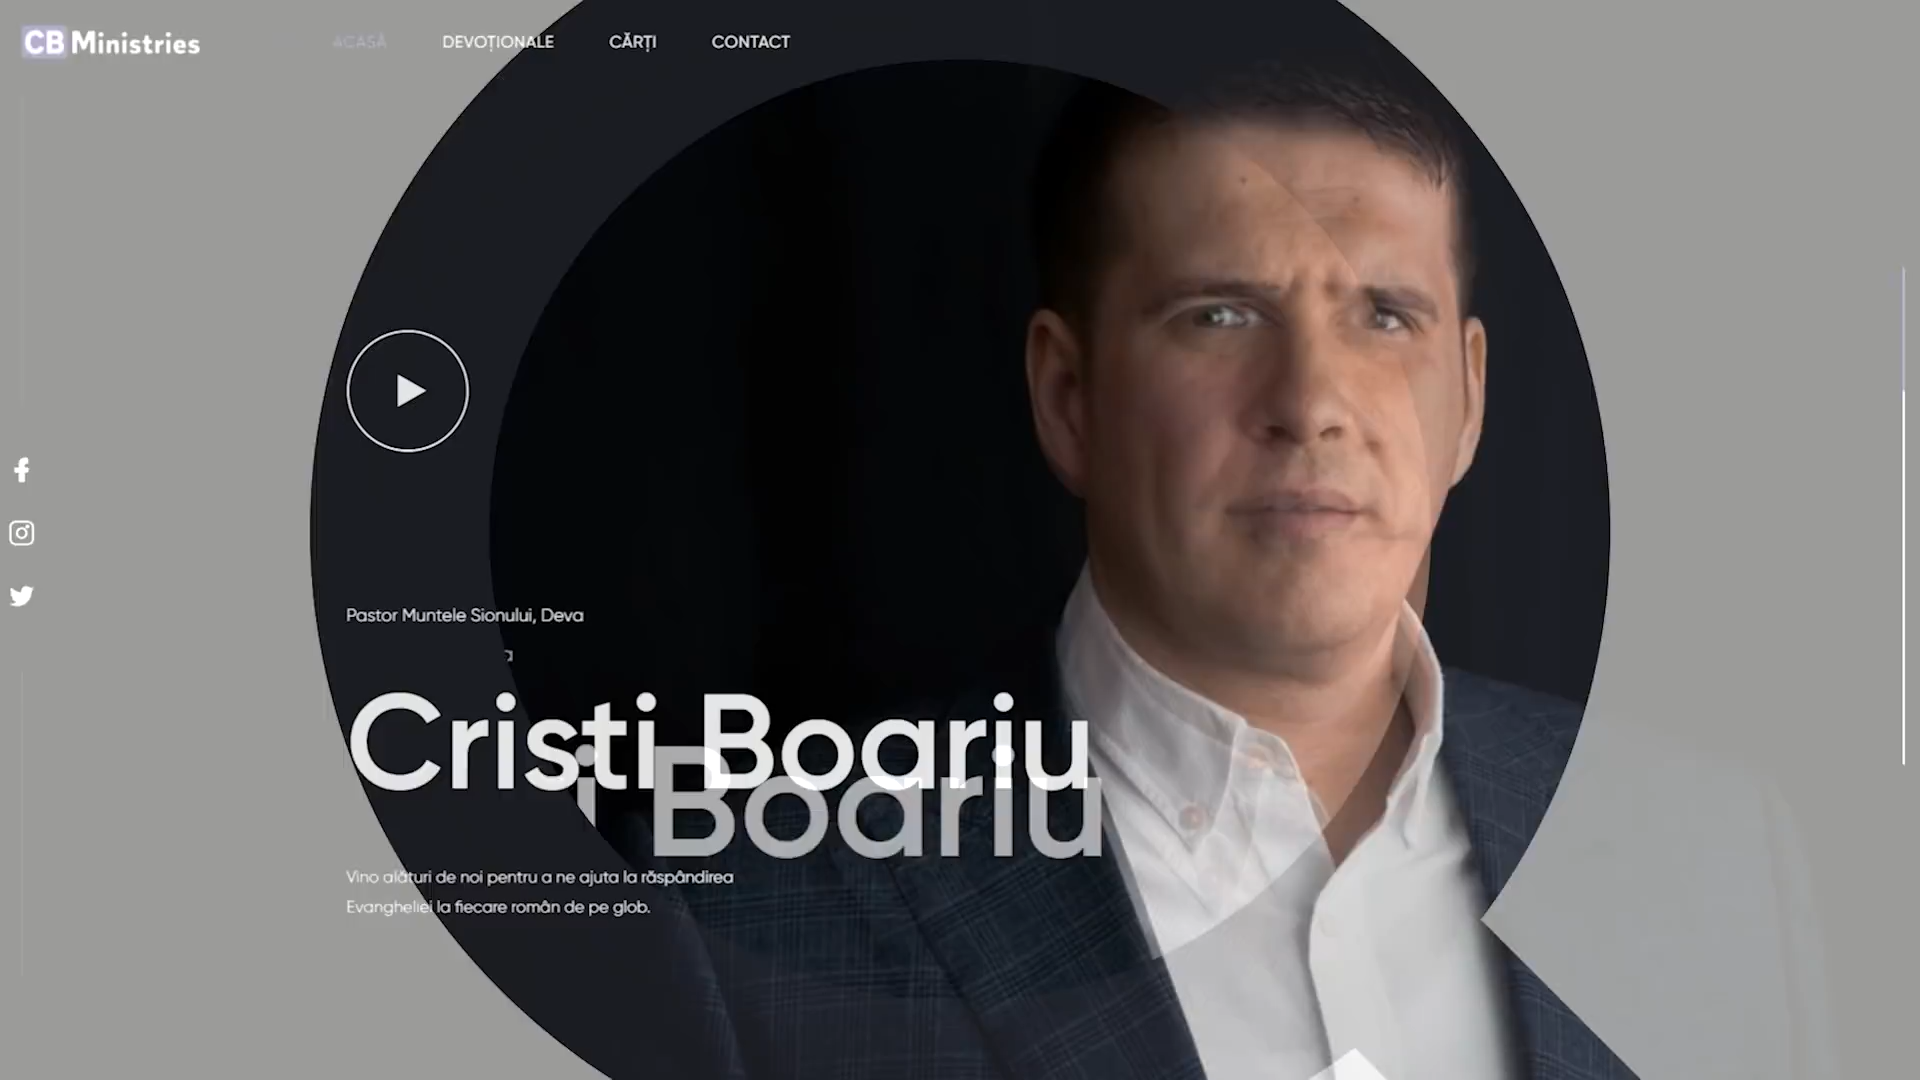 CB Ministries
ACASĂ DEVOȚIONALE CĂRȚI CONTACT
Pastor Muntele Sionului, Deva
a
Cristi Boariu
i Boariu
Vino alături de noi pentru a ne ajuta la răspândirea
Evangheliei la fiecare român de pe glob.